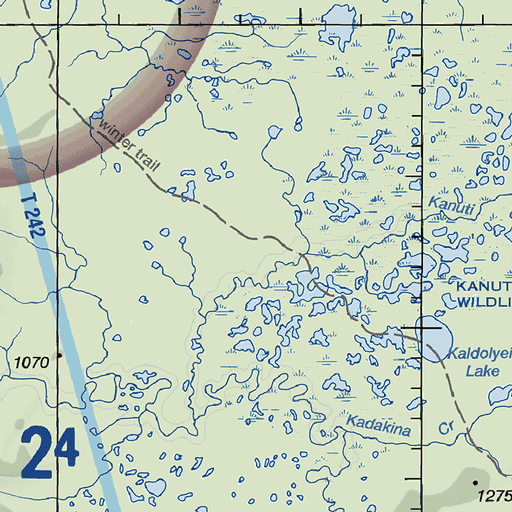 winter trail
T 242
Kanuti
KANUT
WILDLI
Kaldolyei
Lake
1070
Kadakina
Cr
24
1275